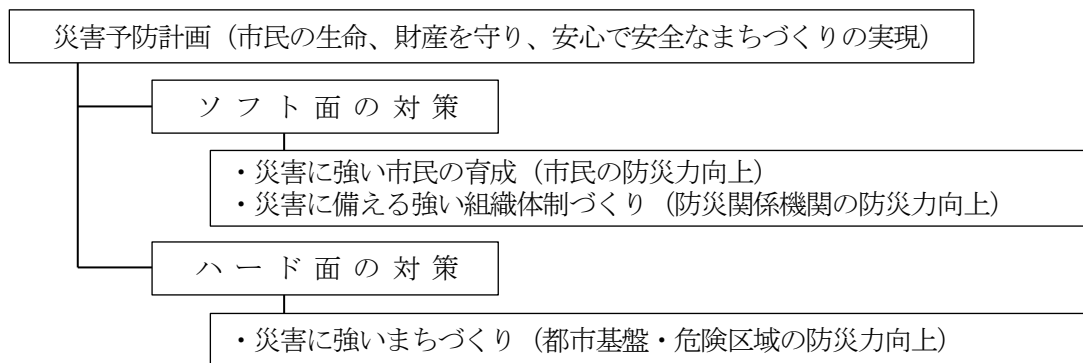 災害予防計画（市民の生命、財産を守り、安心で安全なまちづくりの実現）
ソフト面の対策
・災害に強い市民の育成（市民の防災力向上）
・災害に備える強い組織体制づくり（防災関係機関の防災力向上）
ハード面の対策
・災害に強いまちづくり（都市基盤・危険区域の防災力向上）